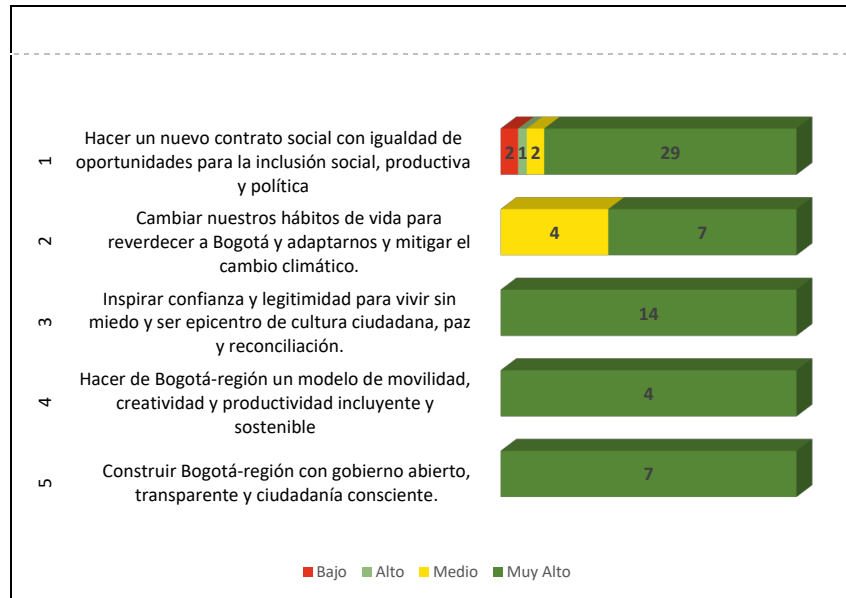 1
Hacer un nuevo contrato social con igualdad de
oportunidades para la inclusión social, productiva
y política
2 1 2 29
2
Cambiar nuestros hábitos de vida para
reverdecer a Bogotá y adaptarnos y mitigar el
cambio climático.
4 7
3
Inspirar confianza y legitimidad para vivir sin
miedo y ser epicentro de cultura ciudadana, paz
y reconciliación.
14
4
Hacer de Bogotá-región un modelo de movilidad,
creatividad y productividad incluyente y
sostenible
4
5
Construir Bogotá-región con gobierno abierto,
transparente y ciudadanía consciente.
7
Bajo Alto Medio Muy Alto